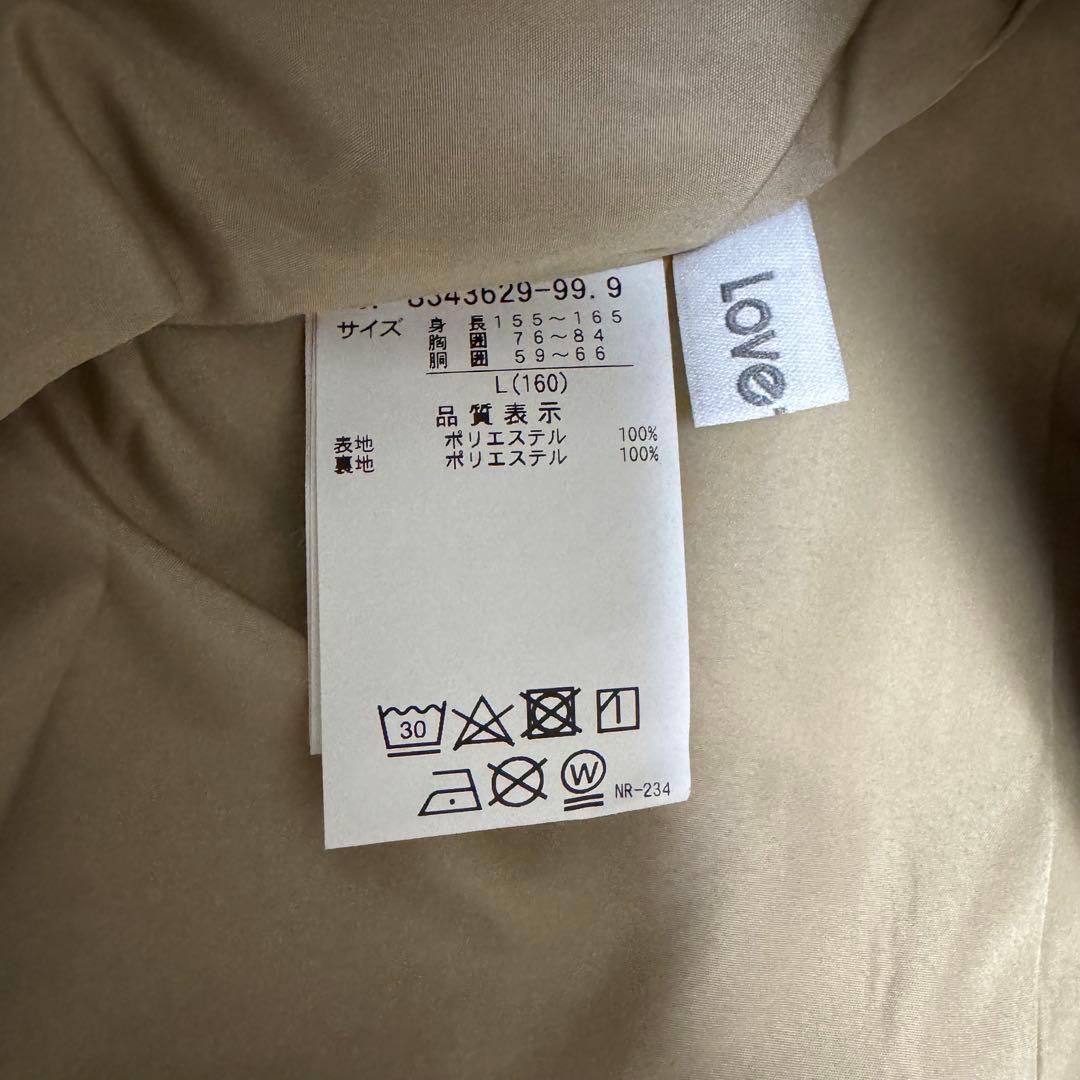 343629-99.9
サイズ 身長 155~165
胸囲 76~84
胴囲 59~66
L(160)
品質表示
表地 ポリエステル 100%
裏地 ポリエステル 100%
30
W
NR-234
Love